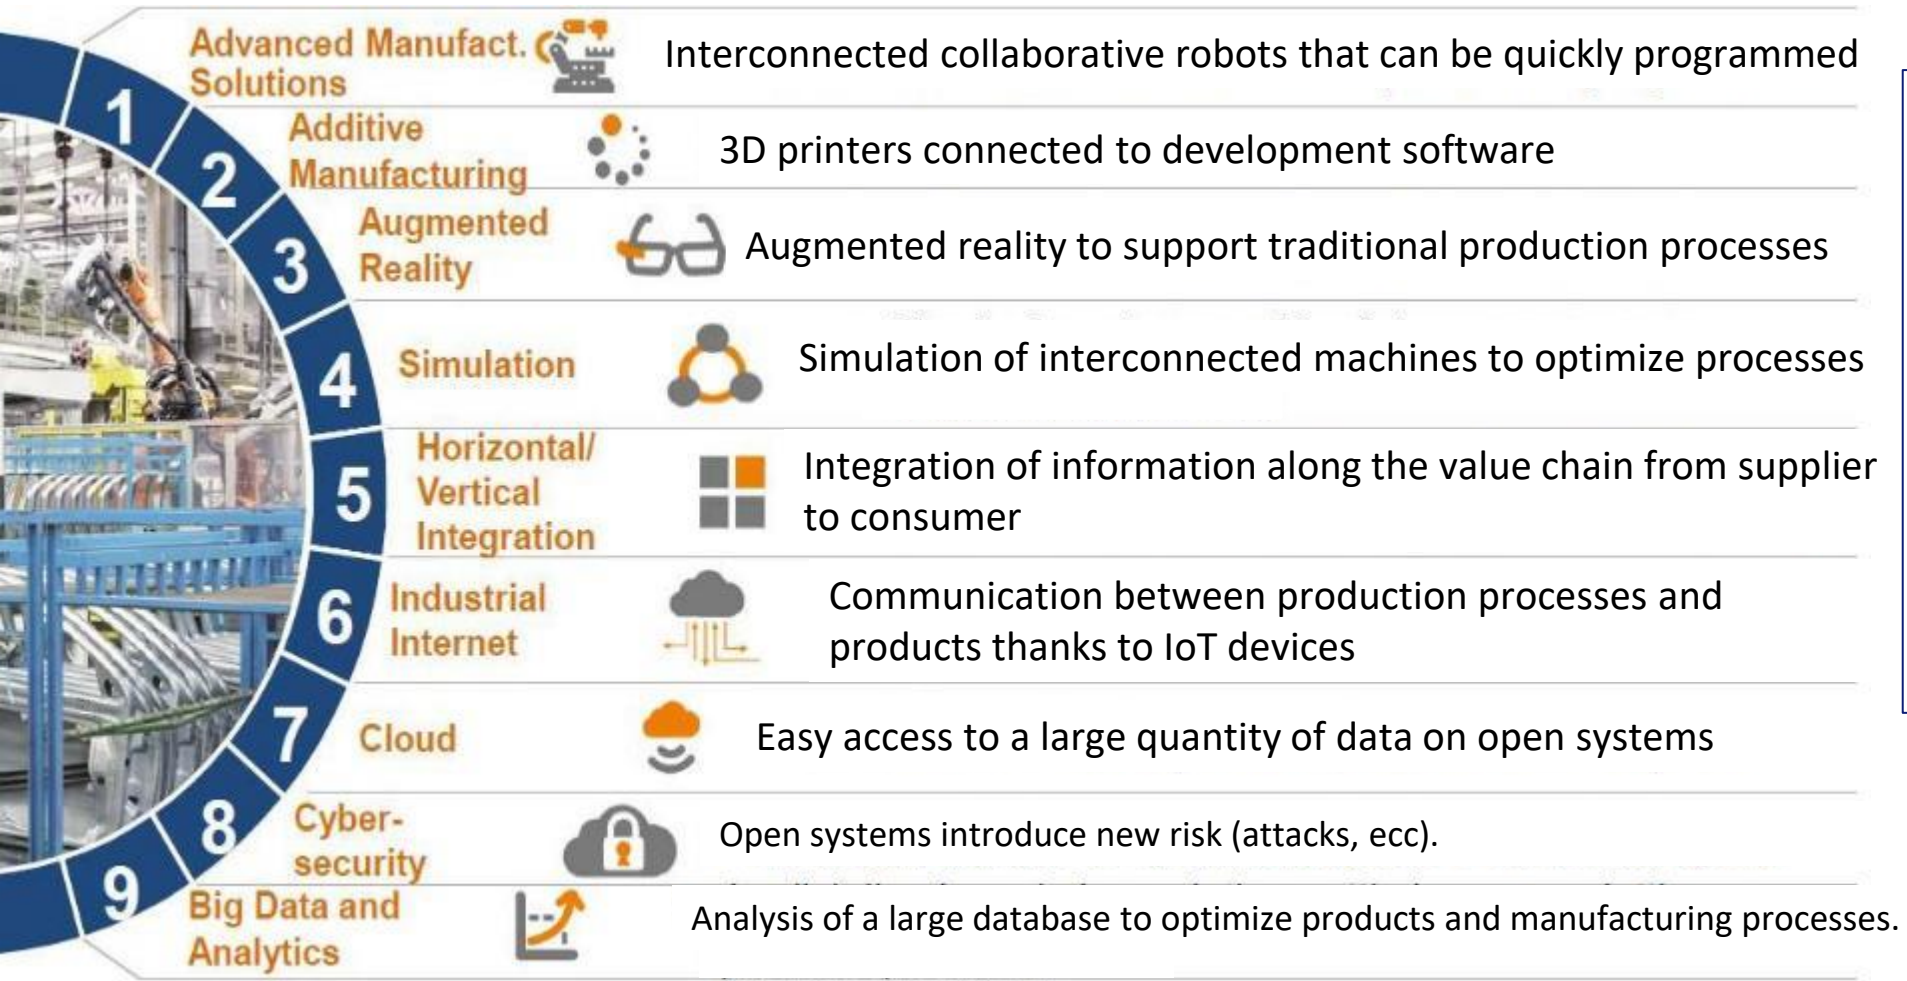 1
Advanced Manufact.
Solutions
Interconnected collaborative robots that can be quickly programmed
2
Additive
Manufacturing
3D printers connected to development software
3
Augmented
Reality
Augmented reality to support traditional production processes
4
Simulation
Simulation of interconnected machines to optimize processes
5
Horizontal/
Vertical
Integration
Integration of information along the value chain from supplier
to consumer
6
Industrial
Internet
Communication between production processes and
products thanks to IoT devices
7
Cloud
Easy access to a large quantity of data on open systems
8
Cyber-
security
Open systems introduce new risk (attacks, ecc).
9
Big Data and
Analytics
Analysis of a large database to optimize products and manufacturing processes.